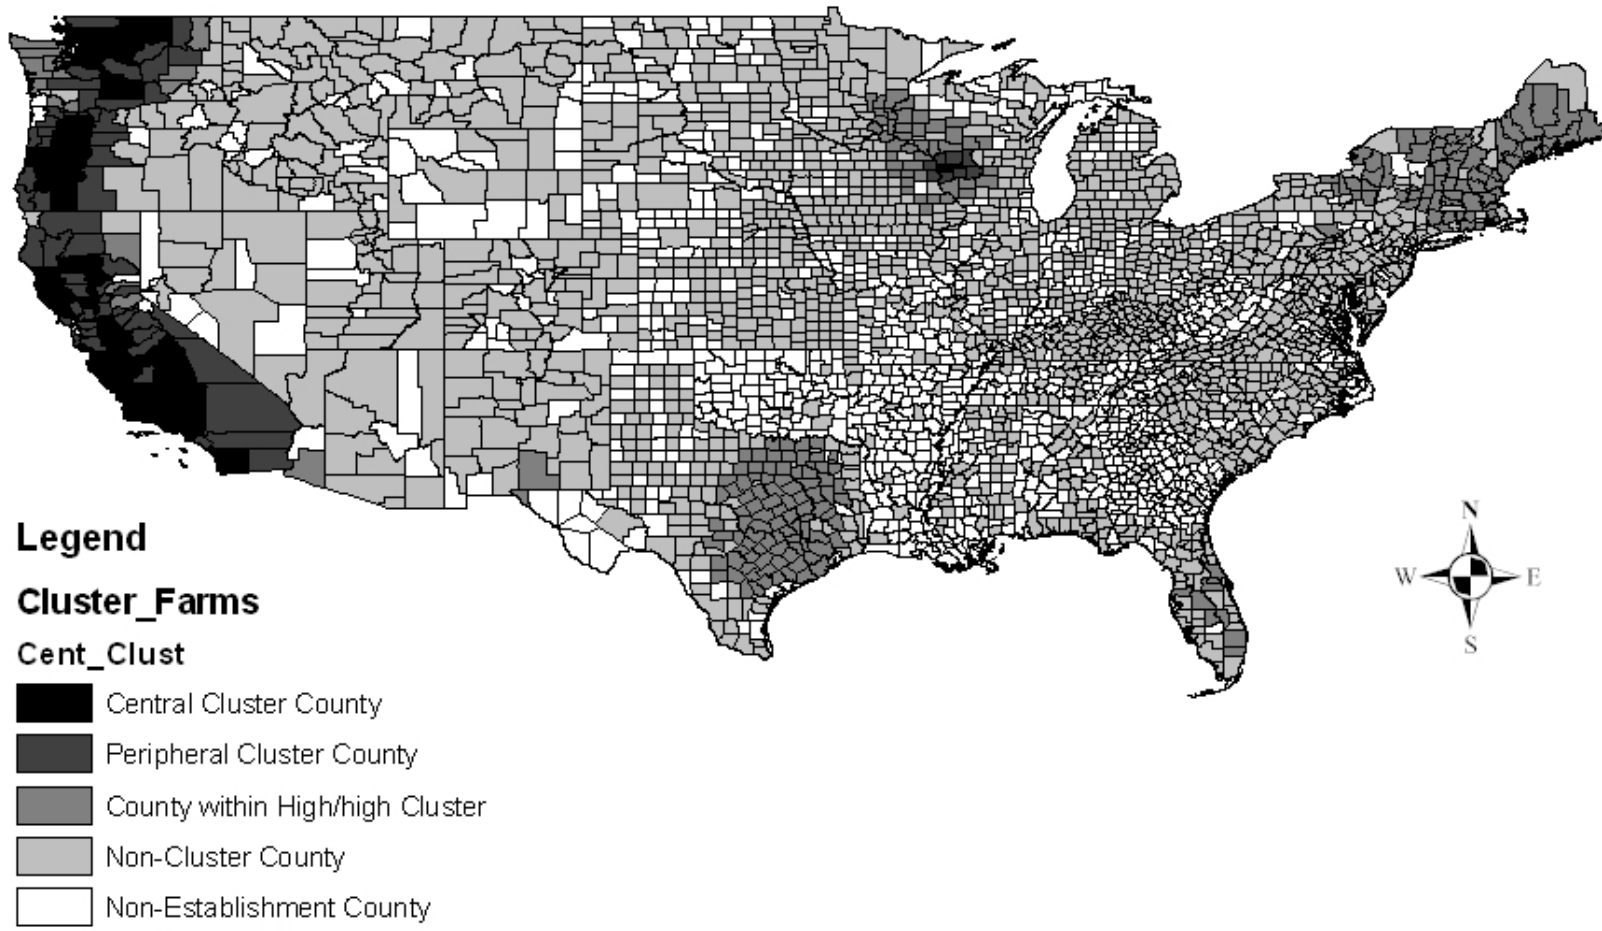 N
W E
S
Legend
Cluster_Farms
Cent_Clust
Central Cluster County
Peripheral Cluster County
County within High/high Cluster
Non-Cluster County
Non-Establishment County